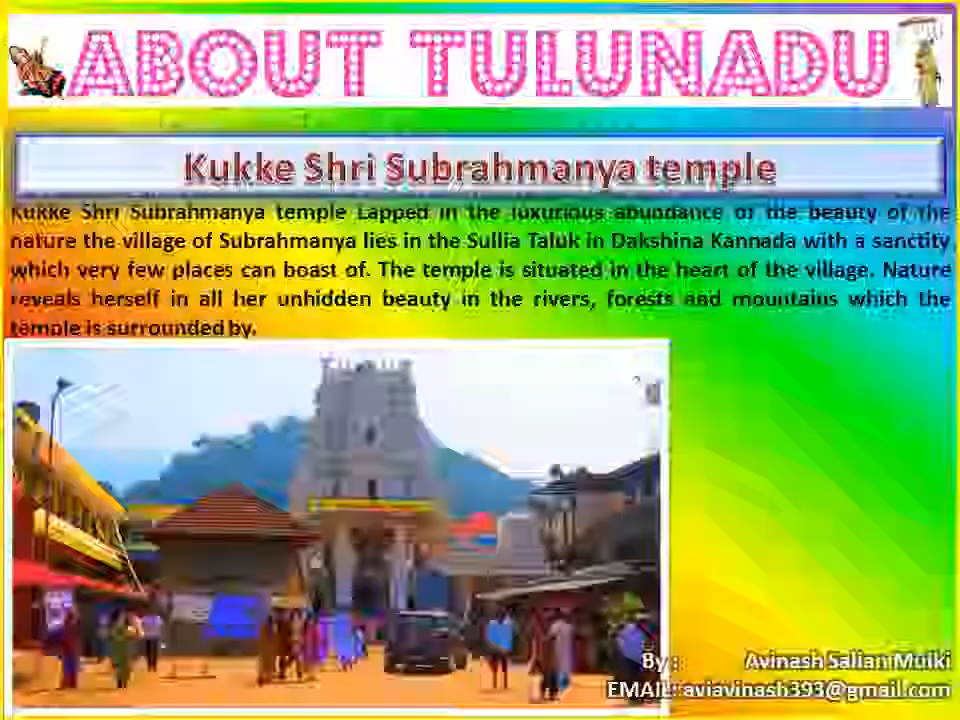 ABOUT TULUNADU
Kukke Shri Subrahmanya temple
Kukke Shri Subrahmanya temple Lapped in the luxurious abundance of the beauty of the
nature the village of Subrahmanya lies in the Sullia Taluk in Dakshina Kannada with a sanctity
which very few places can boast of. The temple is situated in the heart of the village. Nature
reveals herself in all her unhidden beauty in the rivers, forests and mountains which the
temple is surrounded by.
By : Avinash Salian Mulki
EMAIL: aviavinash393@gmail.com